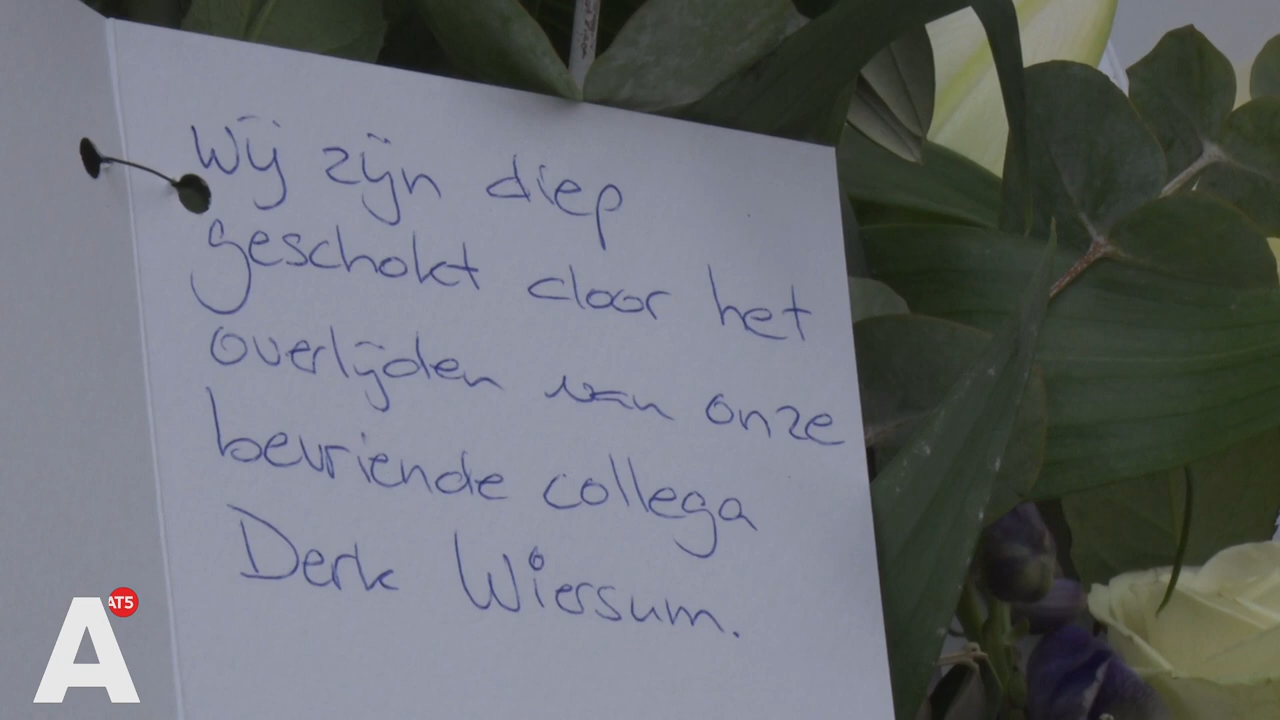 Wij zijn diep
geschokt door het
overlijden van onze
bevriende collega
Derk Wiersum.
A
AT5